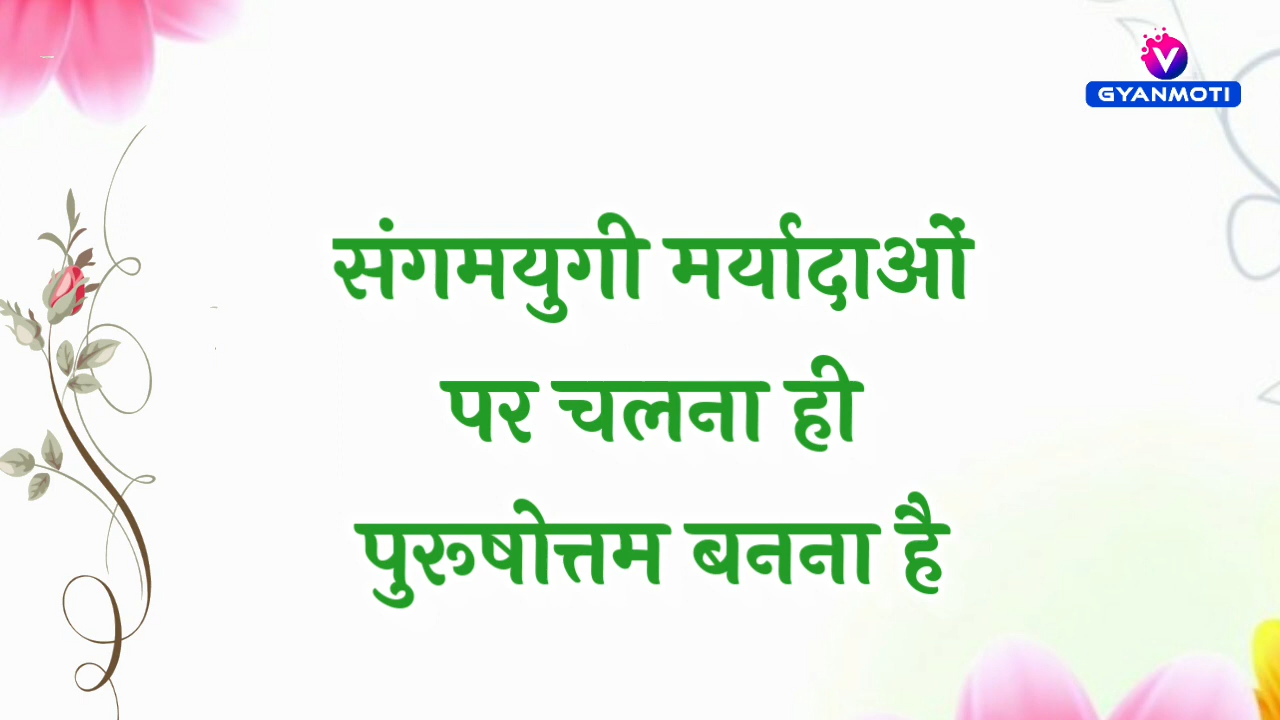 V
GYANMOTI
संगमयुगी मर्यादाओं
पर चलना ही
पुरूषोत्तम बनना है